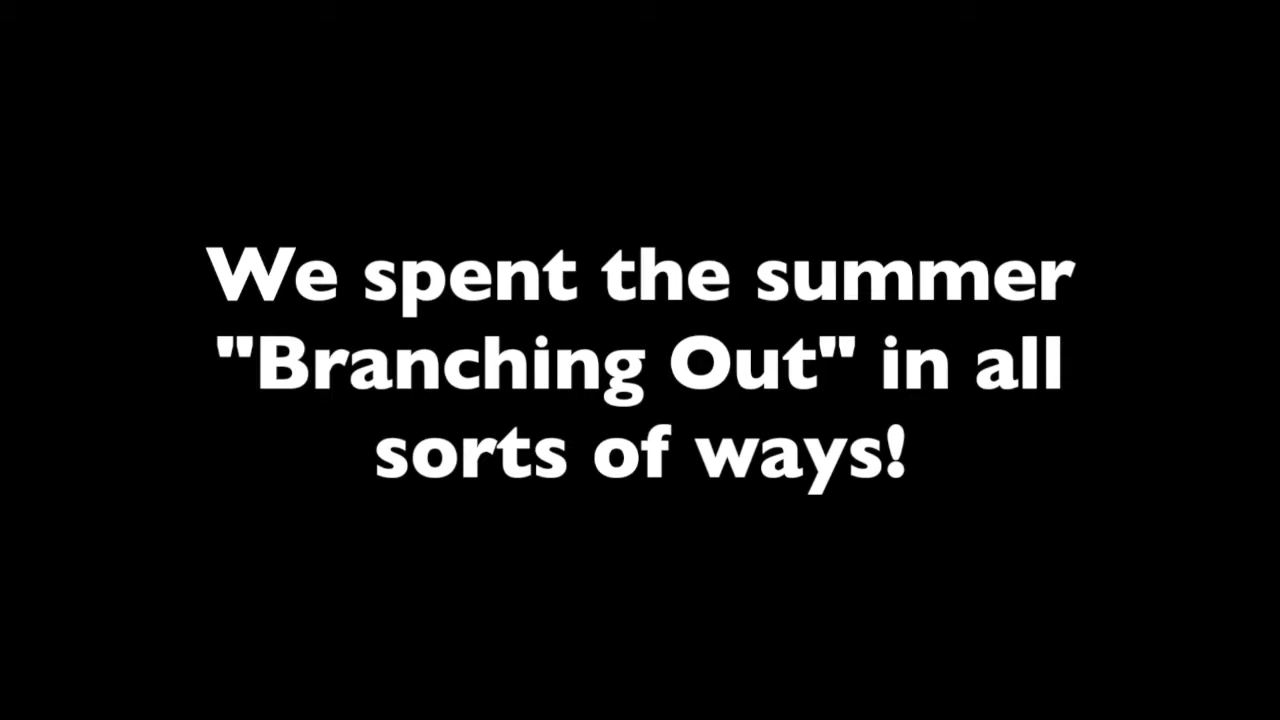 We spent the summer
"Branching Out" in all
sorts of ways!